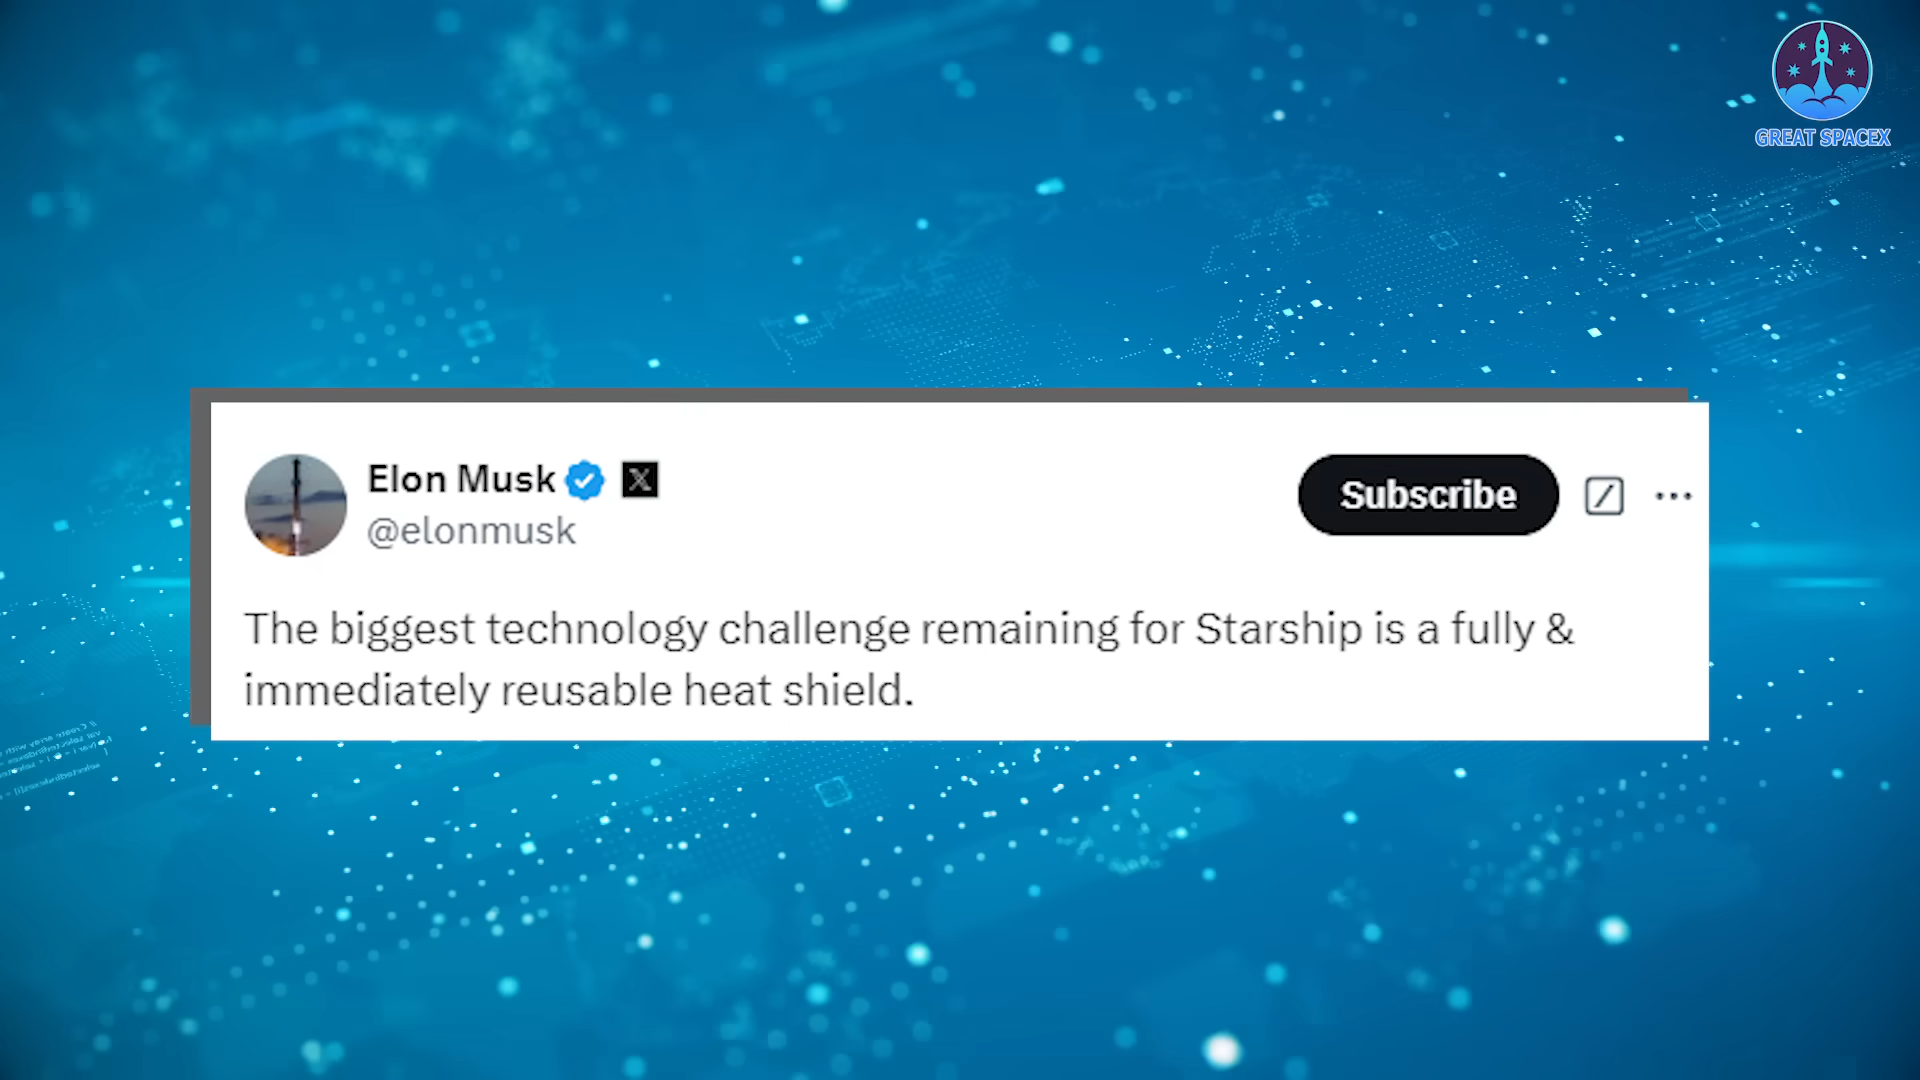 GREAT SPACEX
Elon Musk
@elonmusk
Subscribe
The biggest technology challenge remaining for Starship is a fully &
immediately reusable heat shield.